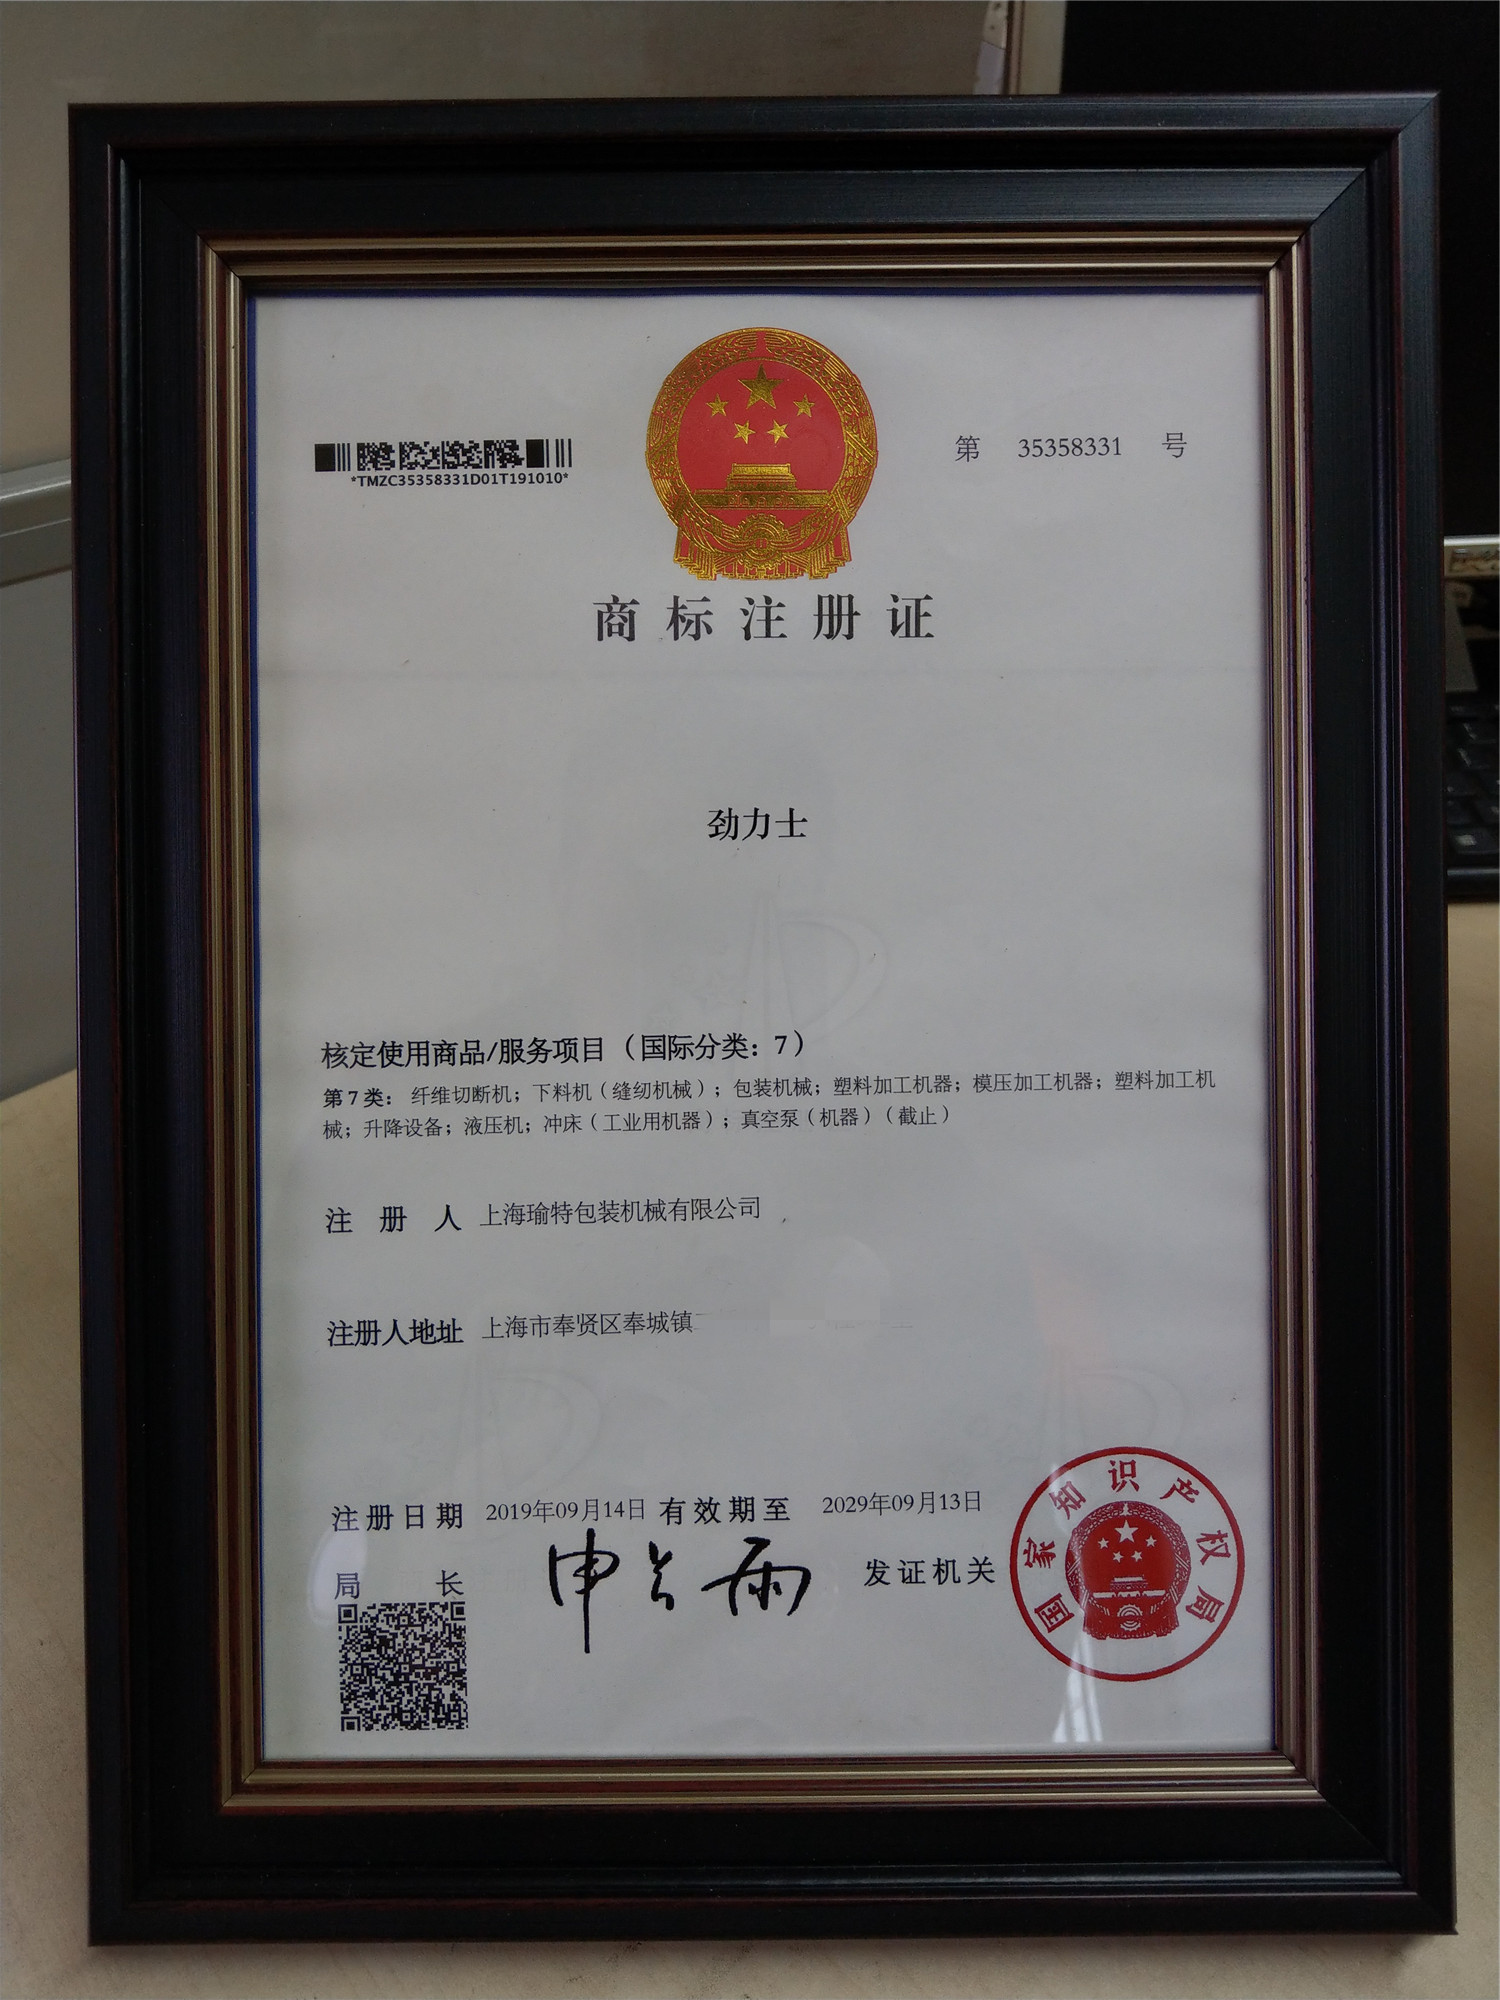 第 35358331 号
*TMZC35358331D01T191010*
商标注册证
劲力士
核定使用商品/服务项目（国际分类：7）
第7类：纤维切断机；下料机（缝纫机械）；包装机械；塑料加工机器；模压加工机器；塑料加工机
械；升降设备；液压机；冲床（工业用机器）；真空泵（机器）（截止）
注册人 上海瑜特包装机械有限公司
注册人地址 上海市奉贤区奉城镇
注册日期 2019年09月14日 有效期至 2029年09月13日
局长 申长雨 发证机关
国家知识产权局